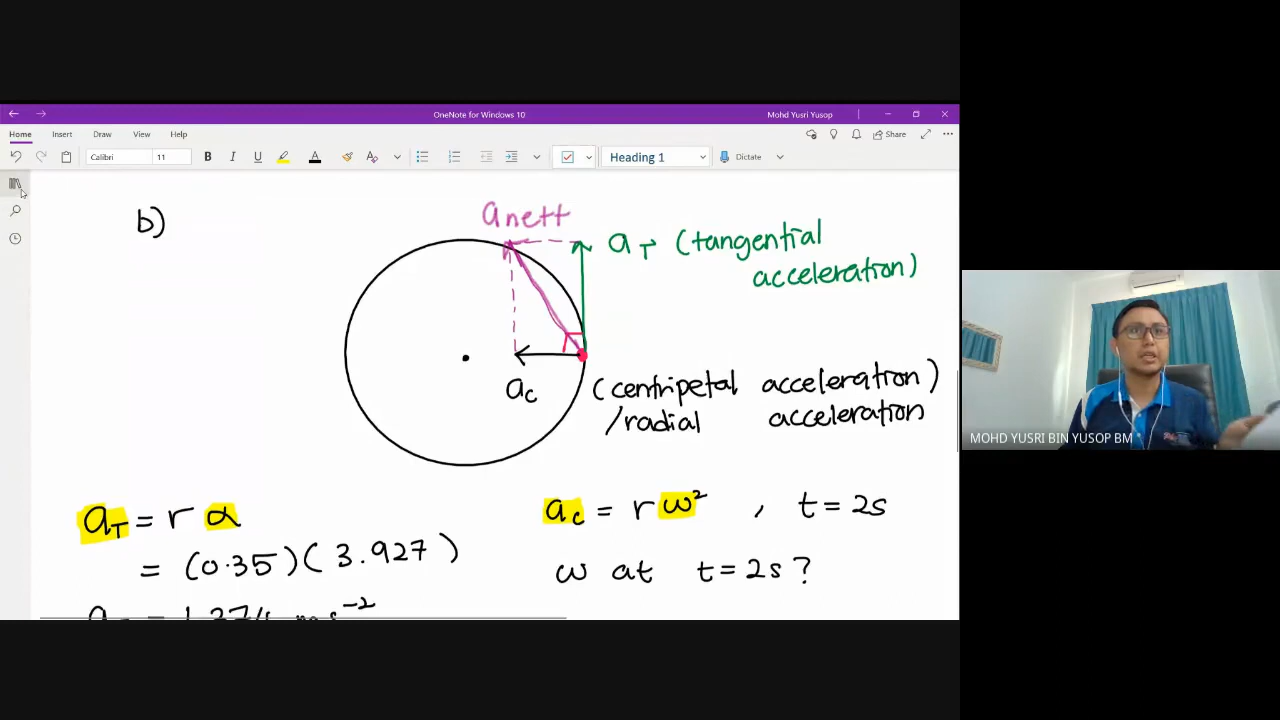 OneNote for Windows 10
Mohd Yusri Yusop
Home Insert Draw View Help
Share
Calibri 11 B I U A Heading 1 Dictate
b)
a nett
aT (tangential
acceleration)
ac
(centripetal acceleration)
/radial acceleration
MOHD YUSRI BIN YUSOP BM
aT = r α
= (0.35)(3.927)
ac = r ω² , t = 2s
ω at t = 2s ?